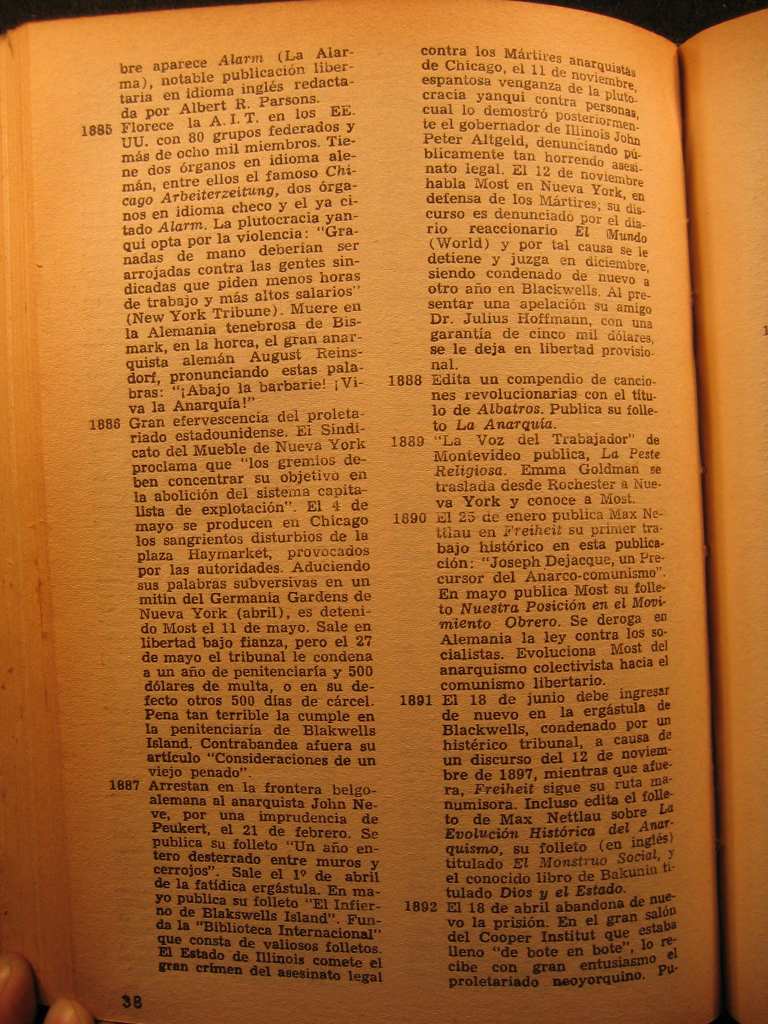 bre aparece Alarm (La Alar-
ma), notable publicación liber-
taria en idioma inglés redacta-
da por Albert R. Parsons.
1885 Florece la A. I. T. en los EE.
UU. con 80 grupos federados y
más de ocho mil miembros. Tie-
ne dos órganos en idioma ale-
mán, entre ellos el famoso Chi-
cago Arbeiterzeitung, dos órga-
nos en idioma checo y el ya ci-
tado Alarm. La plutocracia yan-
qui opta por la violencia: "Gra-
nadas de mano deberían ser
arrojadas contra las gentes sin-
dicadas que piden menos horas
de trabajo y más altos salarios"
(New York Tribune). Muere en
la Alemania tenebrosa de Bis-
mark, en la horca, el gran anar-
quista alemán August Reins-
dorf, pronunciando estas pala-
bras: "¡Abajo la barbarie! ¡Vi-
va la Anarquía!"
1886 Gran efervescencia del proleta-
riado estadounidense. El Sindi-
cato del Mueble de Nueva York
proclama que "los gremios de-
ben concentrar su objetivo en
la abolición del sistema capita-
lista de explotación". El 4 de
mayo se producen en Chicago
los sangrientos disturbios de la
plaza Haymarket, provocados
por las autoridades. Aduciendo
sus palabras subversivas en un
mitin del Germania Gardens de
Nueva York (abril), es deteni-
do Most el 11 de mayo. Sale en
libertad bajo fianza, pero el 27
de mayo el tribunal le condena
a un año de penitenciaría y 500
dólares de multa, o en su de-
fecto otros 500 días de cárcel.
Pena tan terrible la cumple en
la penitenciaría de Blakwells
Island. Contrabandea afuera su
artículo "Consideraciones de un
viejo penado".
1887 Arrestan en la frontera belgo-
alemana al anarquista John Ne-
ve, por una imprudencia de
Peukert, el 21 de febrero. Se
publica su folleto "Un año en-
tero desterrado entre muros y
cerrojos". Sale el 1º de abril
de la fatídica ergástula. En ma-
yo publica su folleto "El Infier-
no de Blakswells Island". Fun-
da la "Biblioteca Internacional"
que consta de valiosos folletos.
El Estado de Illinois comete el
gran crimen del asesinato legal
38
contra los Mártires anarquistas
de Chicago, el 11 de noviembre,
espantosa venganza de la pluto-
cracia yanqui contra personas,
cual lo demostró posteriormen-
te el gobernador de Illinois John
Peter Altgeld, denunciando pú-
blicamente tan horrendo asesi-
nato legal. El 12 de noviembre
habla Most en Nueva York, en
defensa de los Mártires; su dis-
curso es denunciado por el dia-
rio reaccionario El Mundo
(World) y por tal causa se le
detiene y juzga en diciembre,
siendo condenado de nuevo a
otro año en Blackwells. Al pre-
sentar una apelación su amigo
Dr. Julius Hoffmann, con una
garantía de cinco mil dólares,
se le deja en libertad provisio-
nal.
1888 Edita un compendio de cancio-
nes revolucionarias con el títu-
lo de Albatros. Publica su folle-
to La Anarquía.
1889 "La Voz del Trabajador" de
Montevideo publica, La Peste
Religiosa. Emma Goldman se
traslada desde Rochester a Nue-
va York y conoce a Most.
1890 El 25 de enero publica Max Ne-
ttlau en Freiheit su primer tra-
bajo histórico en esta publica-
ción: "Joseph Dejacque, un Pre-
cursor del Anarco-comunismo".
En mayo publica Most su folle-
to Nuestra Posición en el Movi-
miento Obrero. Se deroga en
Alemania la ley contra los so-
cialistas. Evoluciona Most del
anarquismo colectivista hacia el
comunismo libertario.
1891 El 18 de junio debe ingresar
de nuevo en la ergástula de
Blackwells, condenado por un
histérico tribunal, a causa de
un discurso del 12 de noviem-
bre de 1897, mientras que afue-
ra, Freiheit sigue su ruta ma-
numisora. Incluso edita el folle-
to de Max Nettlau sobre La
Evolución Histórica del Anar-
quismo, su folleto (en inglés)
titulado El Monstruo Social, y
el conocido libro de Bakunin ti-
tulado Dios y el Estado.
1892 El 18 de abril abandona de nue-
vo la prisión. En el gran salón
del Cooper Institut que estaba
lleno "de bote en bote", lo re-
cibe con gran entusiasmo el
proletariado neoyorquino. Pu-